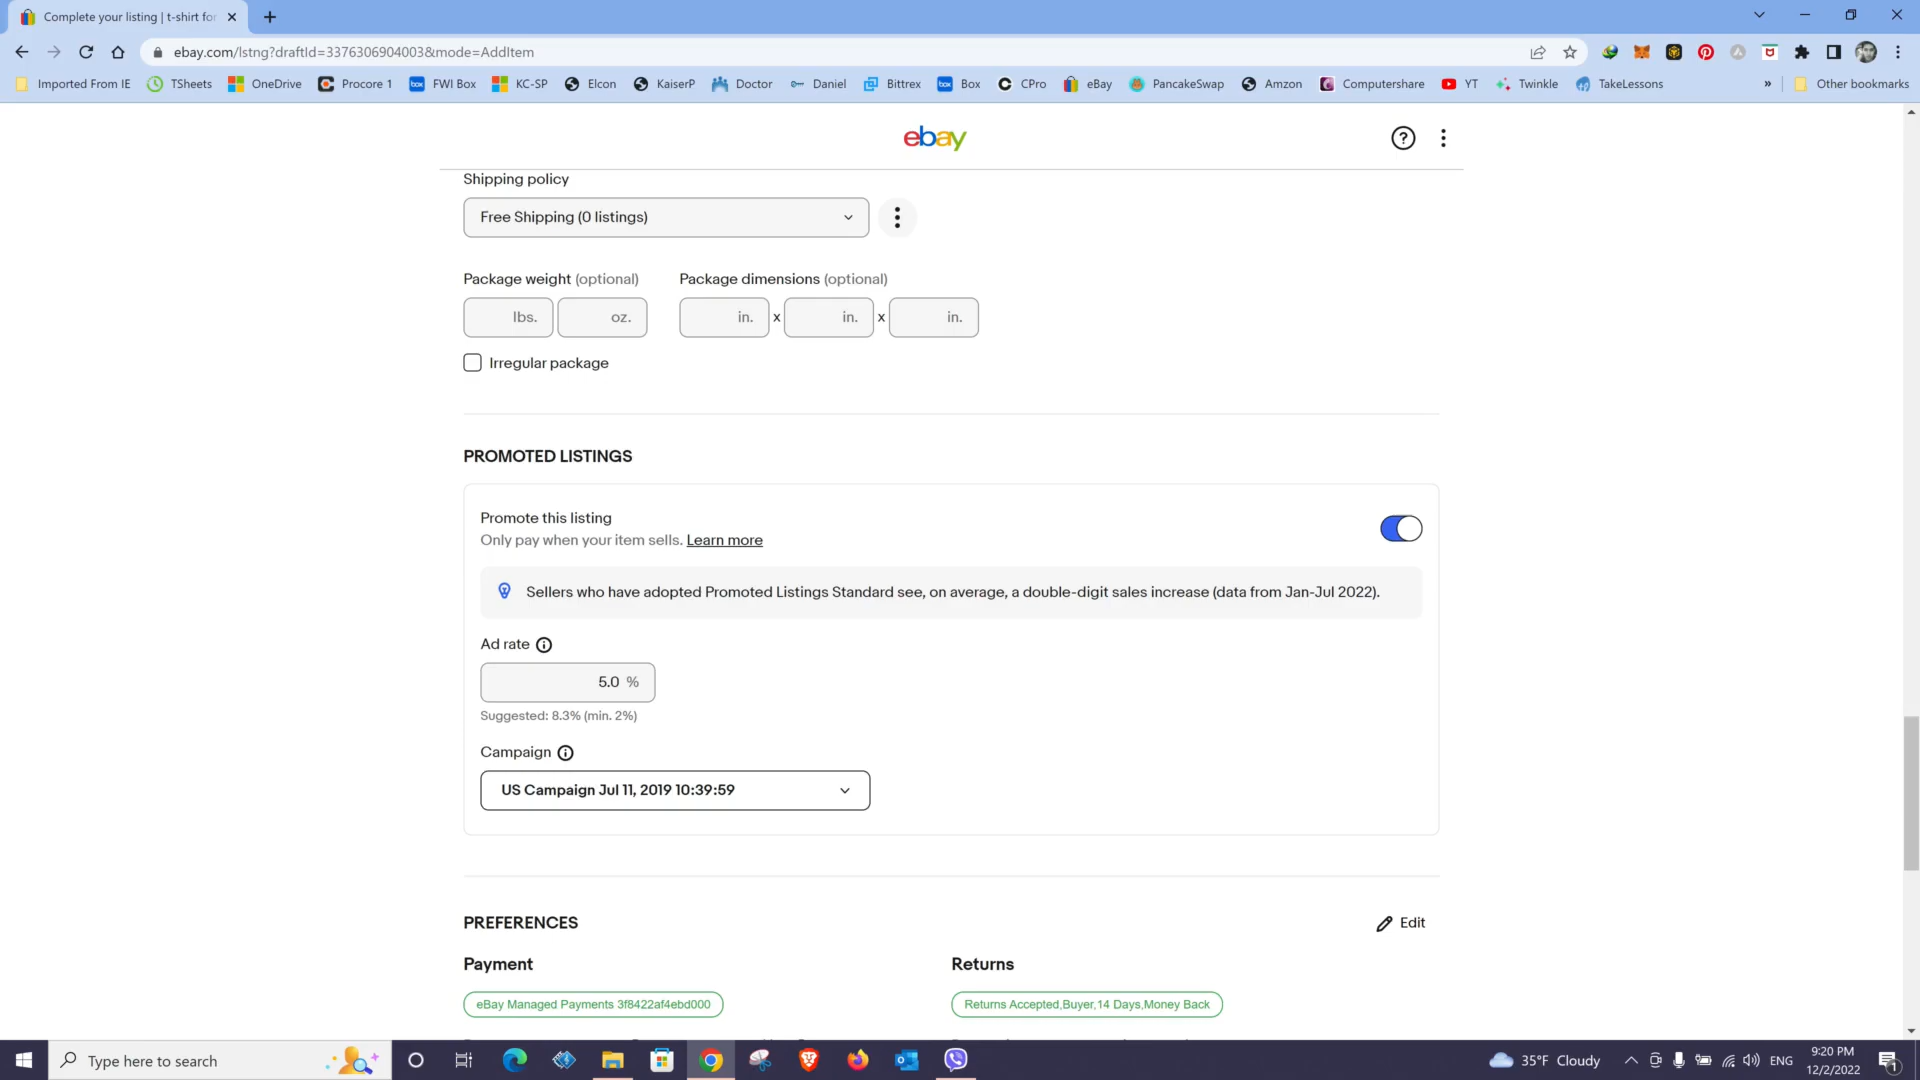 Complete your listing | t-shirt for
ebay.com/lstng?draftId=3376306904003&mode=AddItem
Imported From IE TSheets OneDrive Procore 1 FWI Box KC-SP Elcon KaiserP Doctor Daniel Bittrex Box CPro eBay PancakeSwap Amzon Computershare YT Twinkle TakeLessons » Other bookmarks
ebay
Shipping policy
Free Shipping (0 listings)
Package weight (optional) Package dimensions (optional)
lbs. oz. in. x in. x in.
Irregular package
PROMOTED LISTINGS
Promote this listing
Only pay when your item sells. Learn more
Sellers who have adopted Promoted Listings Standard see, on average, a double-digit sales increase (data from Jan-Jul 2022).
Ad rate
5.0 %
Suggested: 8.3% (min. 2%)
Campaign
US Campaign Jul 11, 2019 10:39:59
PREFERENCES Edit
Payment Returns
eBay Managed Payments 3f8422af4ebd000 Returns Accepted,Buyer,14 Days,Money Back
Type here to search 35°F Cloudy ENG 9:20 PM
12/2/2022 1